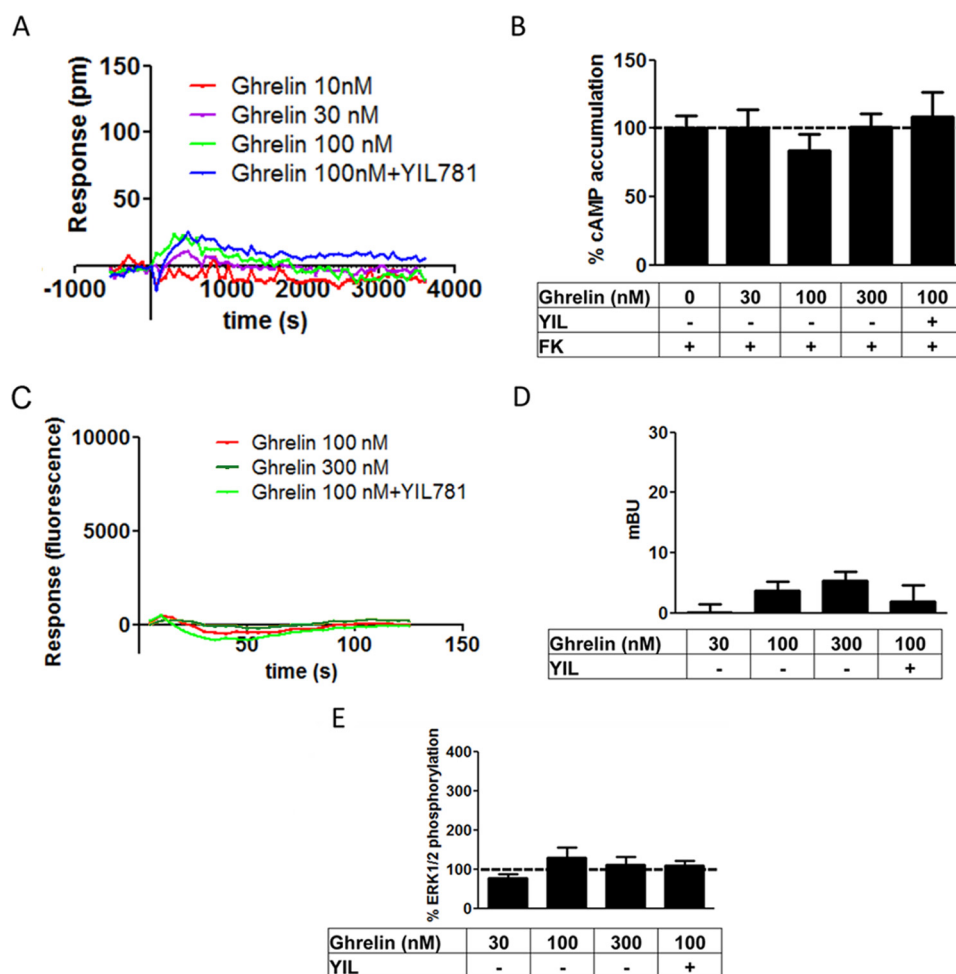 A
Response (pm)
150
100
50
-1000
1000
2000
3000
4000
time (s)
Ghrelin 10nM
Ghrelin 30 nM
Ghrelin 100 nM
Ghrelin 100nM+YIL781
B
% cAMP accumulation
150
100
50
0
Ghrelin (nM) 0 30 100 300 100
YIL - - - - +
FK + + + + +
C
Response (fluorescence)
10000
5000
0
50
100
150
time (s)
Ghrelin 100 nM
Ghrelin 300 nM
Ghrelin 100 nM+YIL781
D
mBU
30
20
10
0
Ghrelin (nM) 30 100 300 100
YIL - - - +
E
% ERK1/2 phosphorylation
400
300
200
100
0
Ghrelin (nM) 30 100 300 100
YIL - - - +